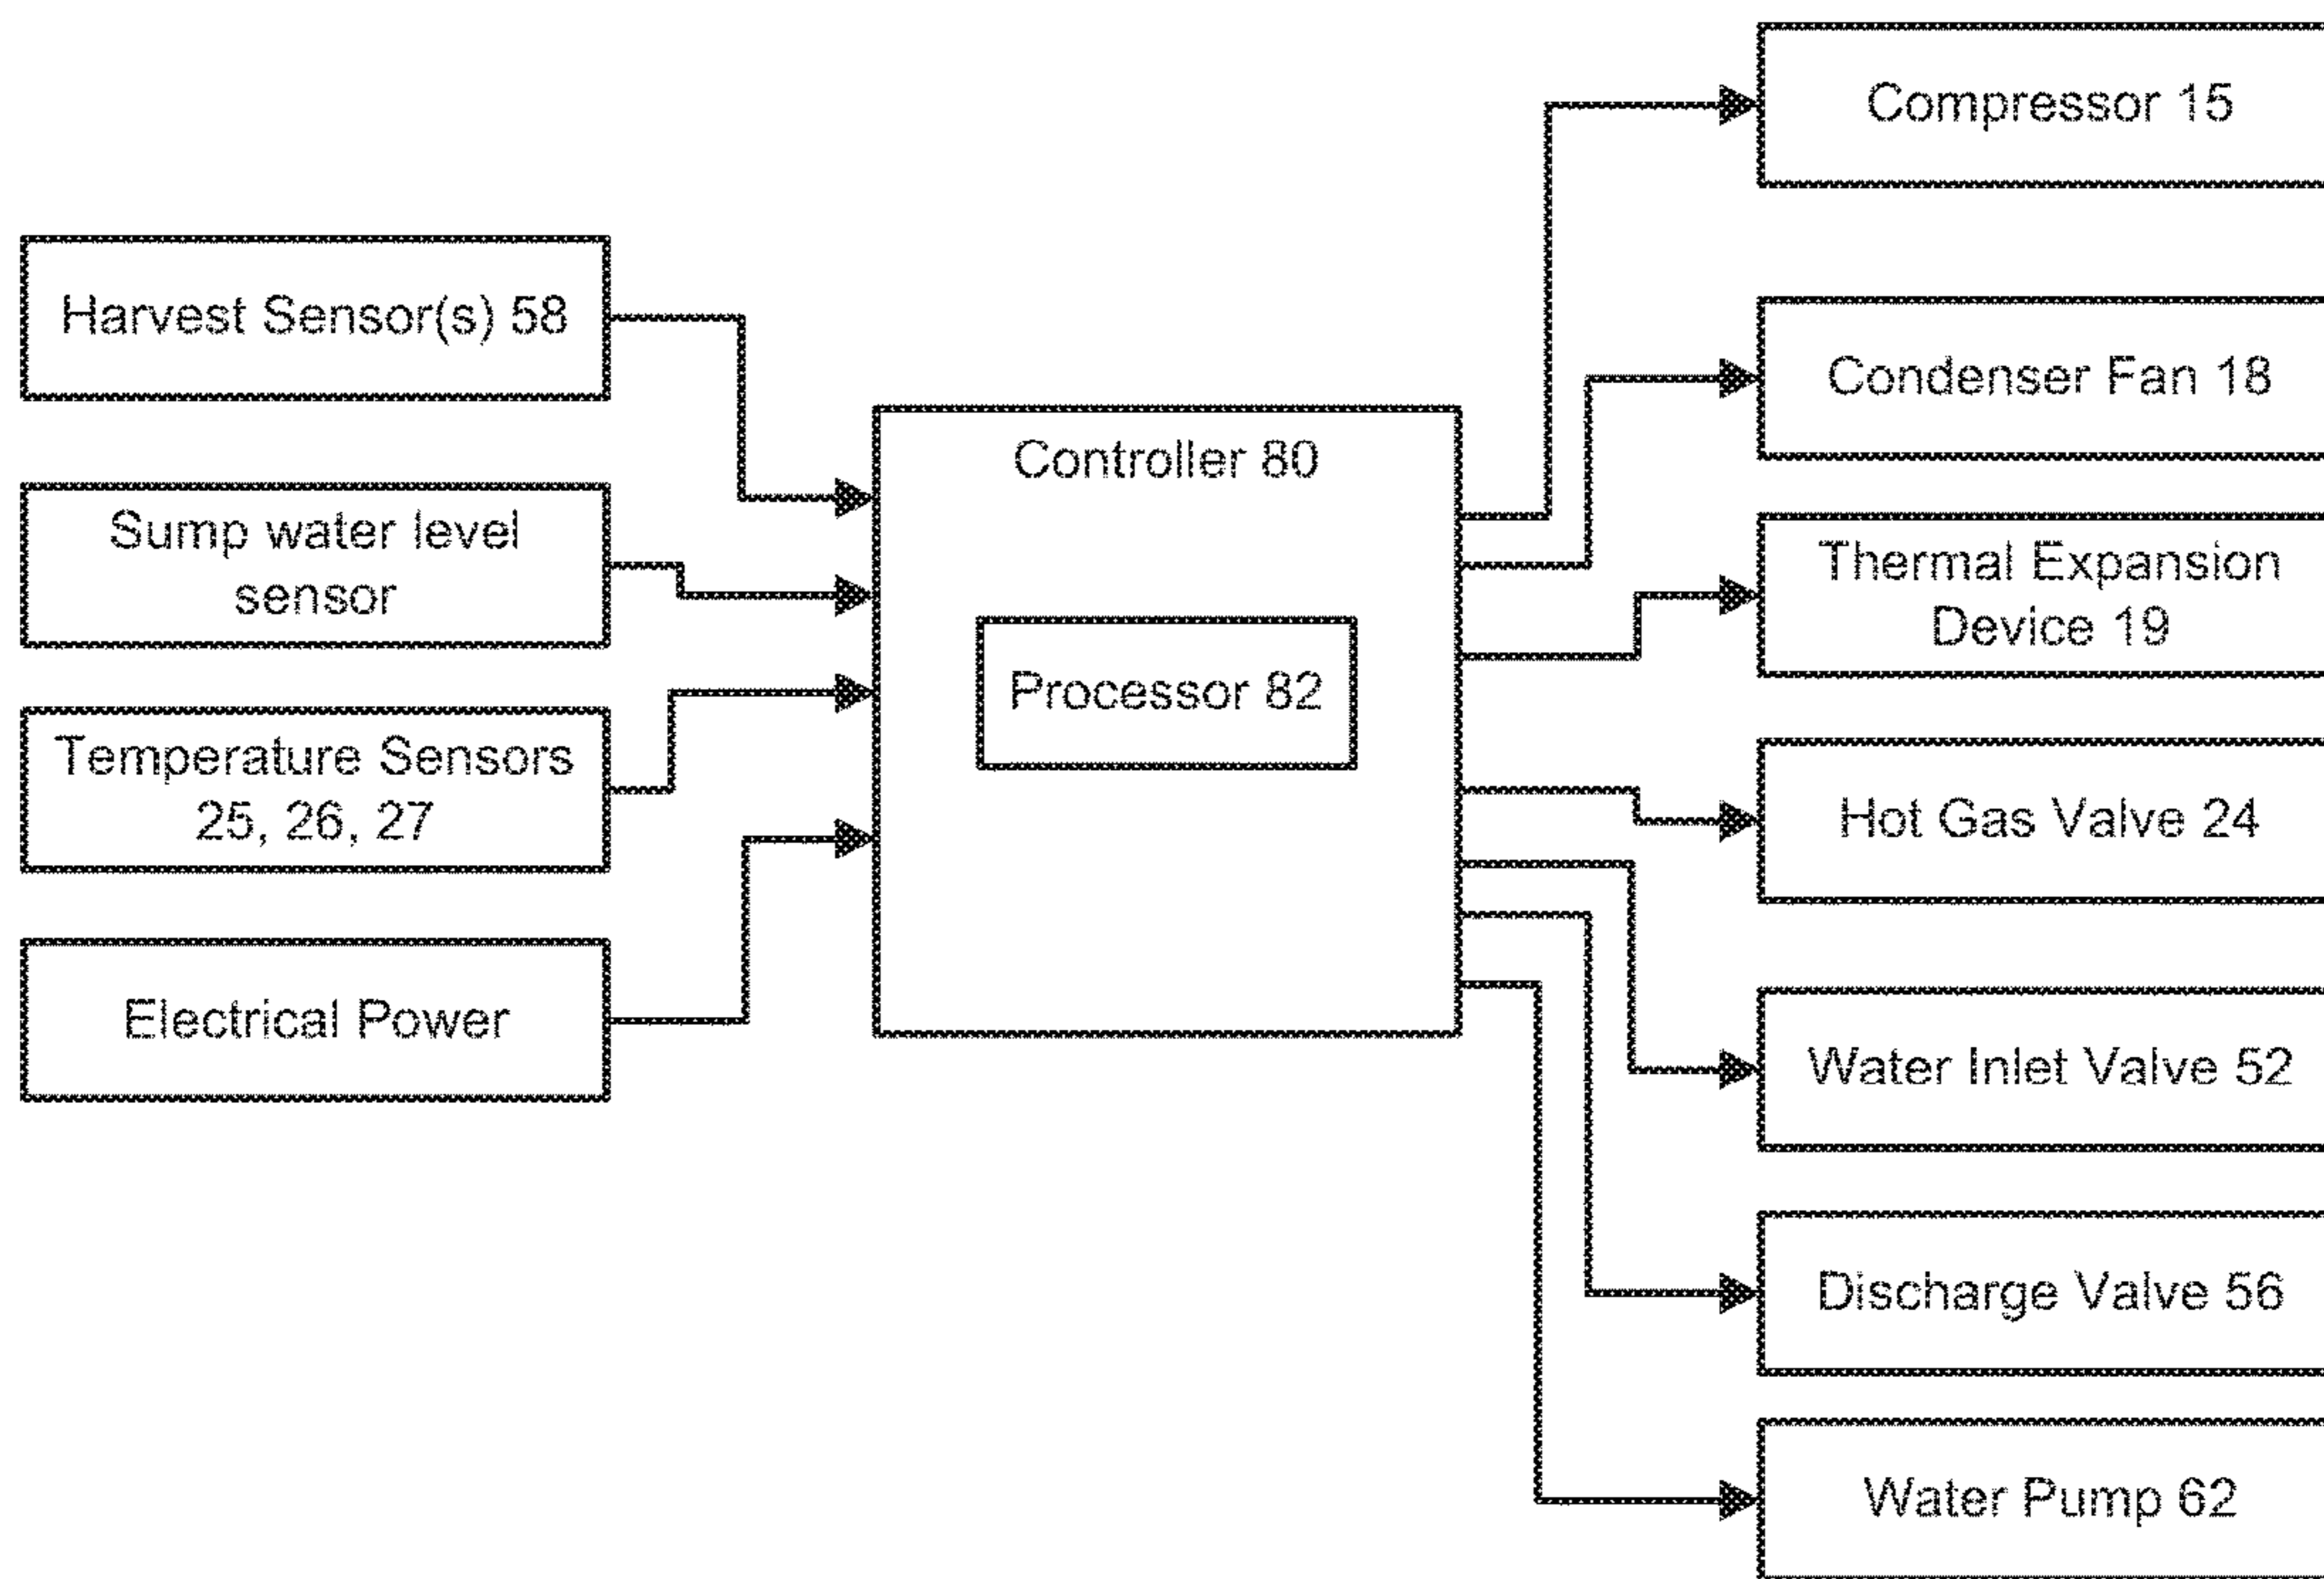 Harvest Sensor(s) 58
Sump water level
sensor
Temperature Sensors
25, 26, 27
Electrical Power
Controller 80
Processor 82
Compressor 15
Condenser Fan 18
Thermal Expansion
Device 19
Hot Gas Valve 24
Water Inlet Valve 52
Discharge Valve 56
Water Pump 62